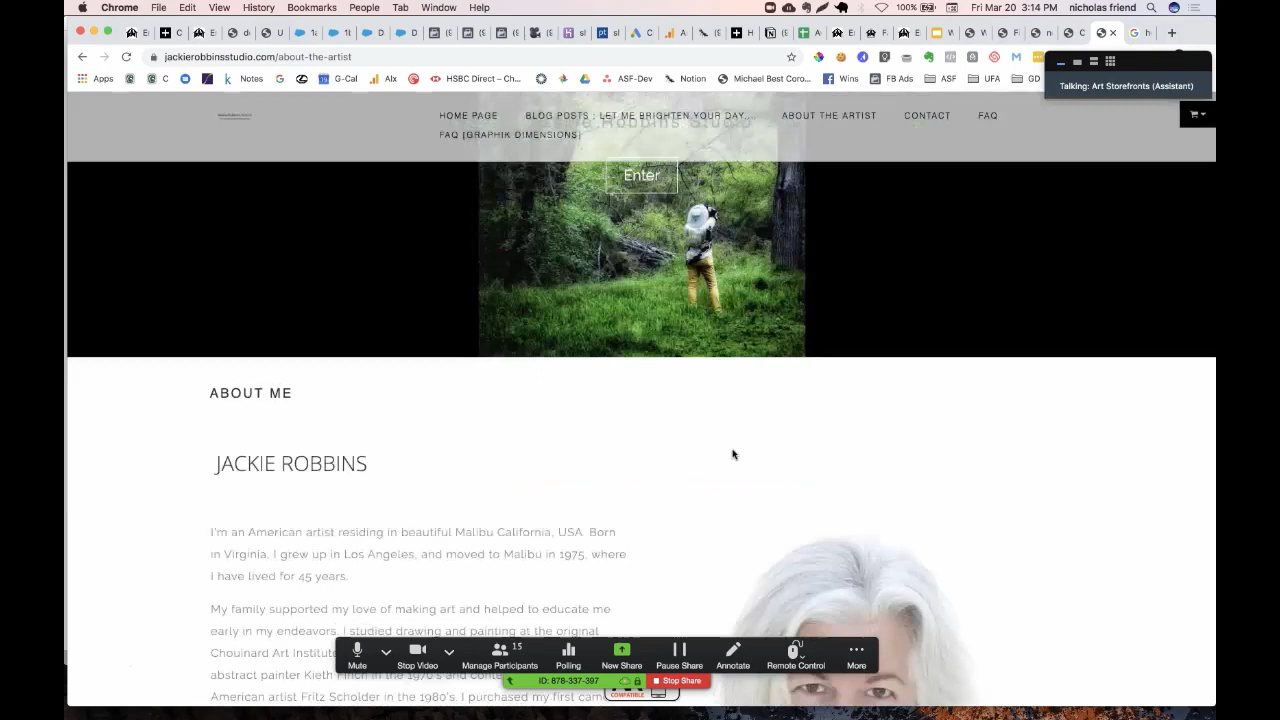 Chrome File Edit View History Bookmarks People Tab Window Help 100% Fri Mar 20 3:14 PM nicholas friend
jackierobbinsstudio.com/about-the-artist
Apps Notes G-Cal Alx HSBC Direct – Ch... ASF-Dev Notion Michael Best Coro... Wins FB Ads ASF UFA GD
Talking: Art Storefronts (Assistant)
HOME PAGE BLOG POSTS : LET ME BRIGHTEN YOUR DAY... ABOUT THE ARTIST CONTACT FAQ
Robbins Studio
FAQ [GRAPHIK DIMENSIONS]
Enter
ABOUT ME
JACKIE ROBBINS
I'm an American artist residing in beautiful Malibu California, USA. Born
in Virginia, I grew up in Los Angeles, and moved to Malibu in 1975, where
I have lived for 45 years.
My family supported my love of making art and helped to educate me
early in my endeavors. I studied drawing and painting at the original
Chouinard Art Institute
abstract painter Kieth Finch in the 1970's and
American artist Fritz Scholder in the 1980's. I purchased my first
15
Mute Stop Video Manage Participants Polling New Share Pause Share Annotate Remote Control More
ID: 878-337-397 Stop Share
COMPATIBLE